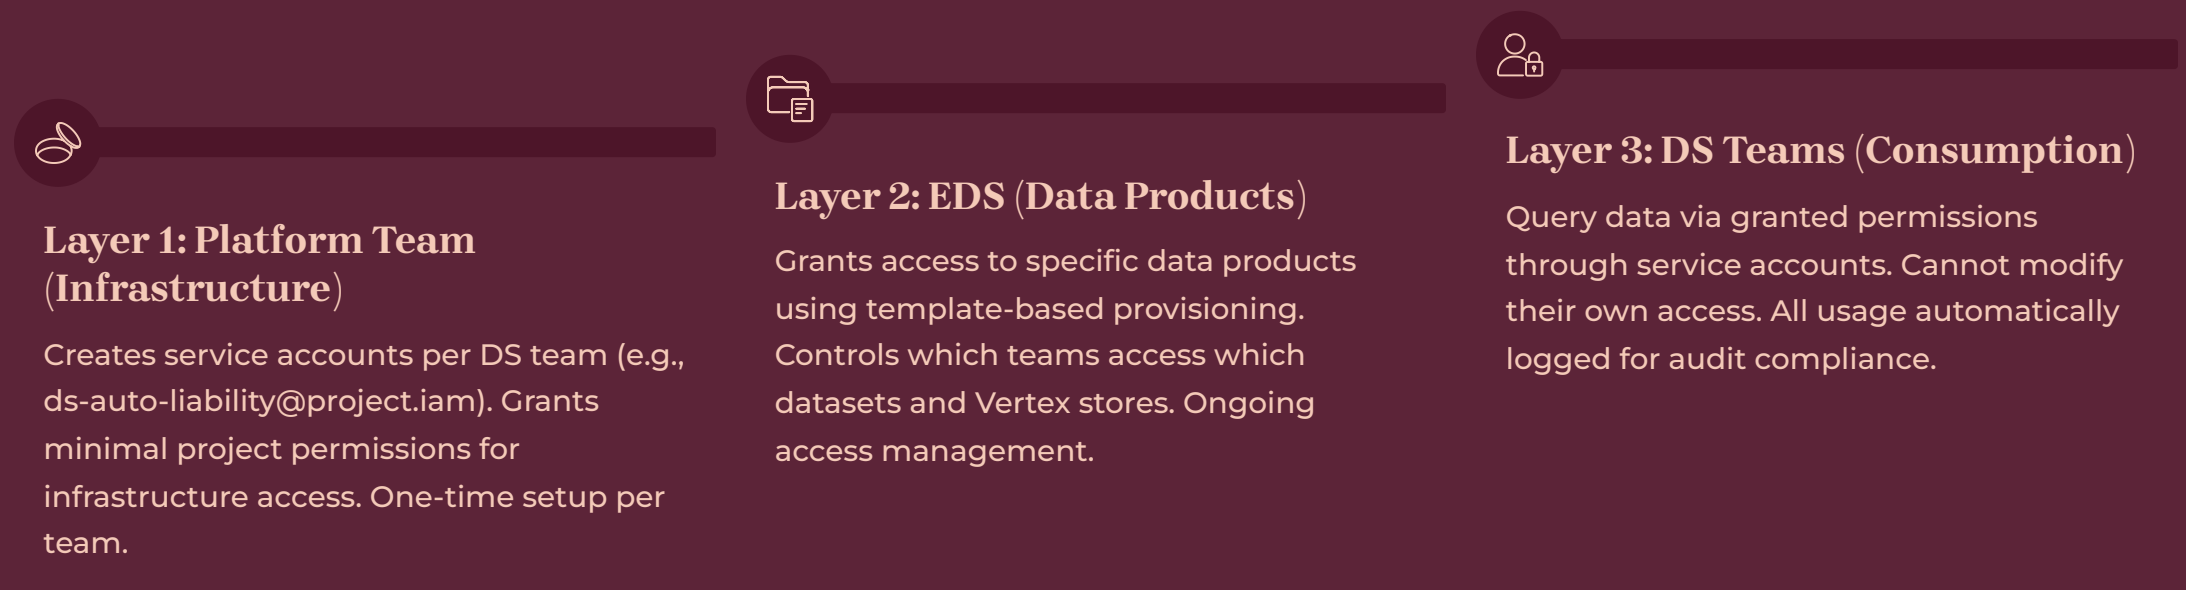 Layer 1: Platform Team
(Infrastructure)
Creates service accounts per DS team (e.g.,
ds-auto-liability@project.iam). Grants
minimal project permissions for
infrastructure access. One-time setup per
team.
Layer 2: EDS (Data Products)
Grants access to specific data products
using template-based provisioning.
Controls which teams access which
datasets and Vertex stores. Ongoing
access management.
Layer 3: DS Teams (Consumption)
Query data via granted permissions
through service accounts. Cannot modify
their own access. All usage automatically
logged for audit compliance.